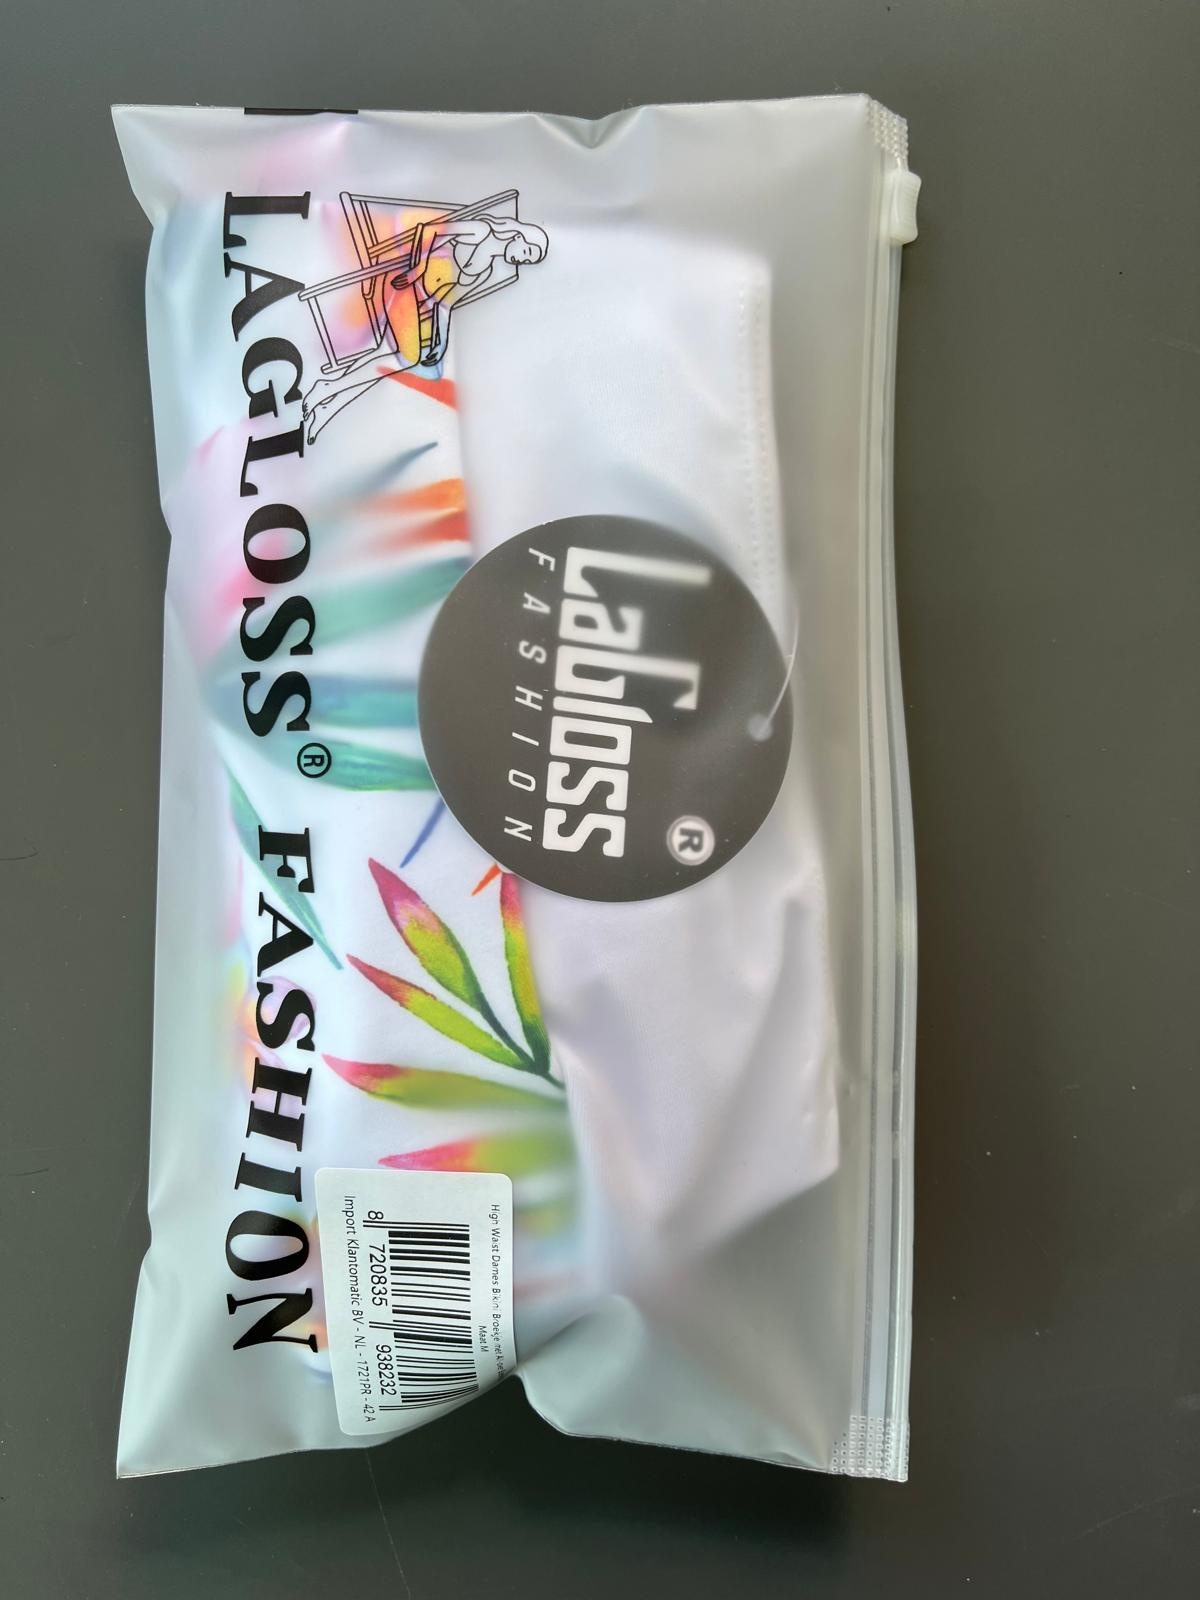 LAGLOSS® FASHION
LaGloss
®
FASHION
High Waist Dames Bikini Broekje met
Maat M
8 720835 938232
Import Klantomatic BV - NL - 1721PR - 42 A